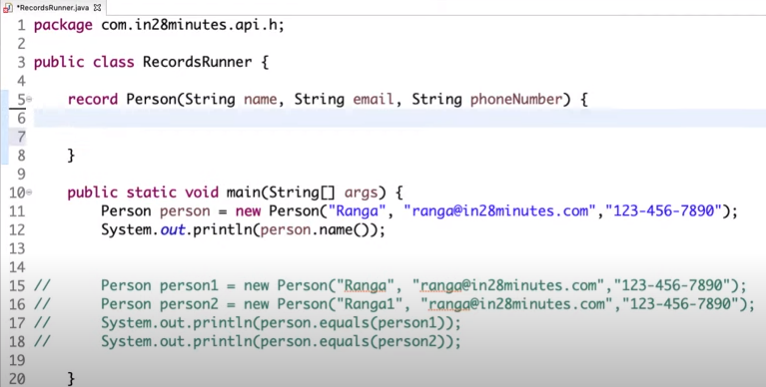 *RecordsRunner.java
1 package com.in28minutes.api.h;
2
3 public class RecordsRunner {
4
5     record Person(String name, String email, String phoneNumber) {
6
7
8     }
9
10     public static void main(String[] args) {
11         Person person = new Person("Ranga", "ranga@in28minutes.com","123-456-7890");
12         System.out.println(person.name());
13
14
15 //      Person person1 = new Person("Ranga", "ranga@in28minutes.com","123-456-7890");
16 //      Person person2 = new Person("Ranga1", "ranga@in28minutes.com","123-456-7890");
17 //      System.out.println(person.equals(person1));
18 //      System.out.println(person.equals(person2));
19
20     }